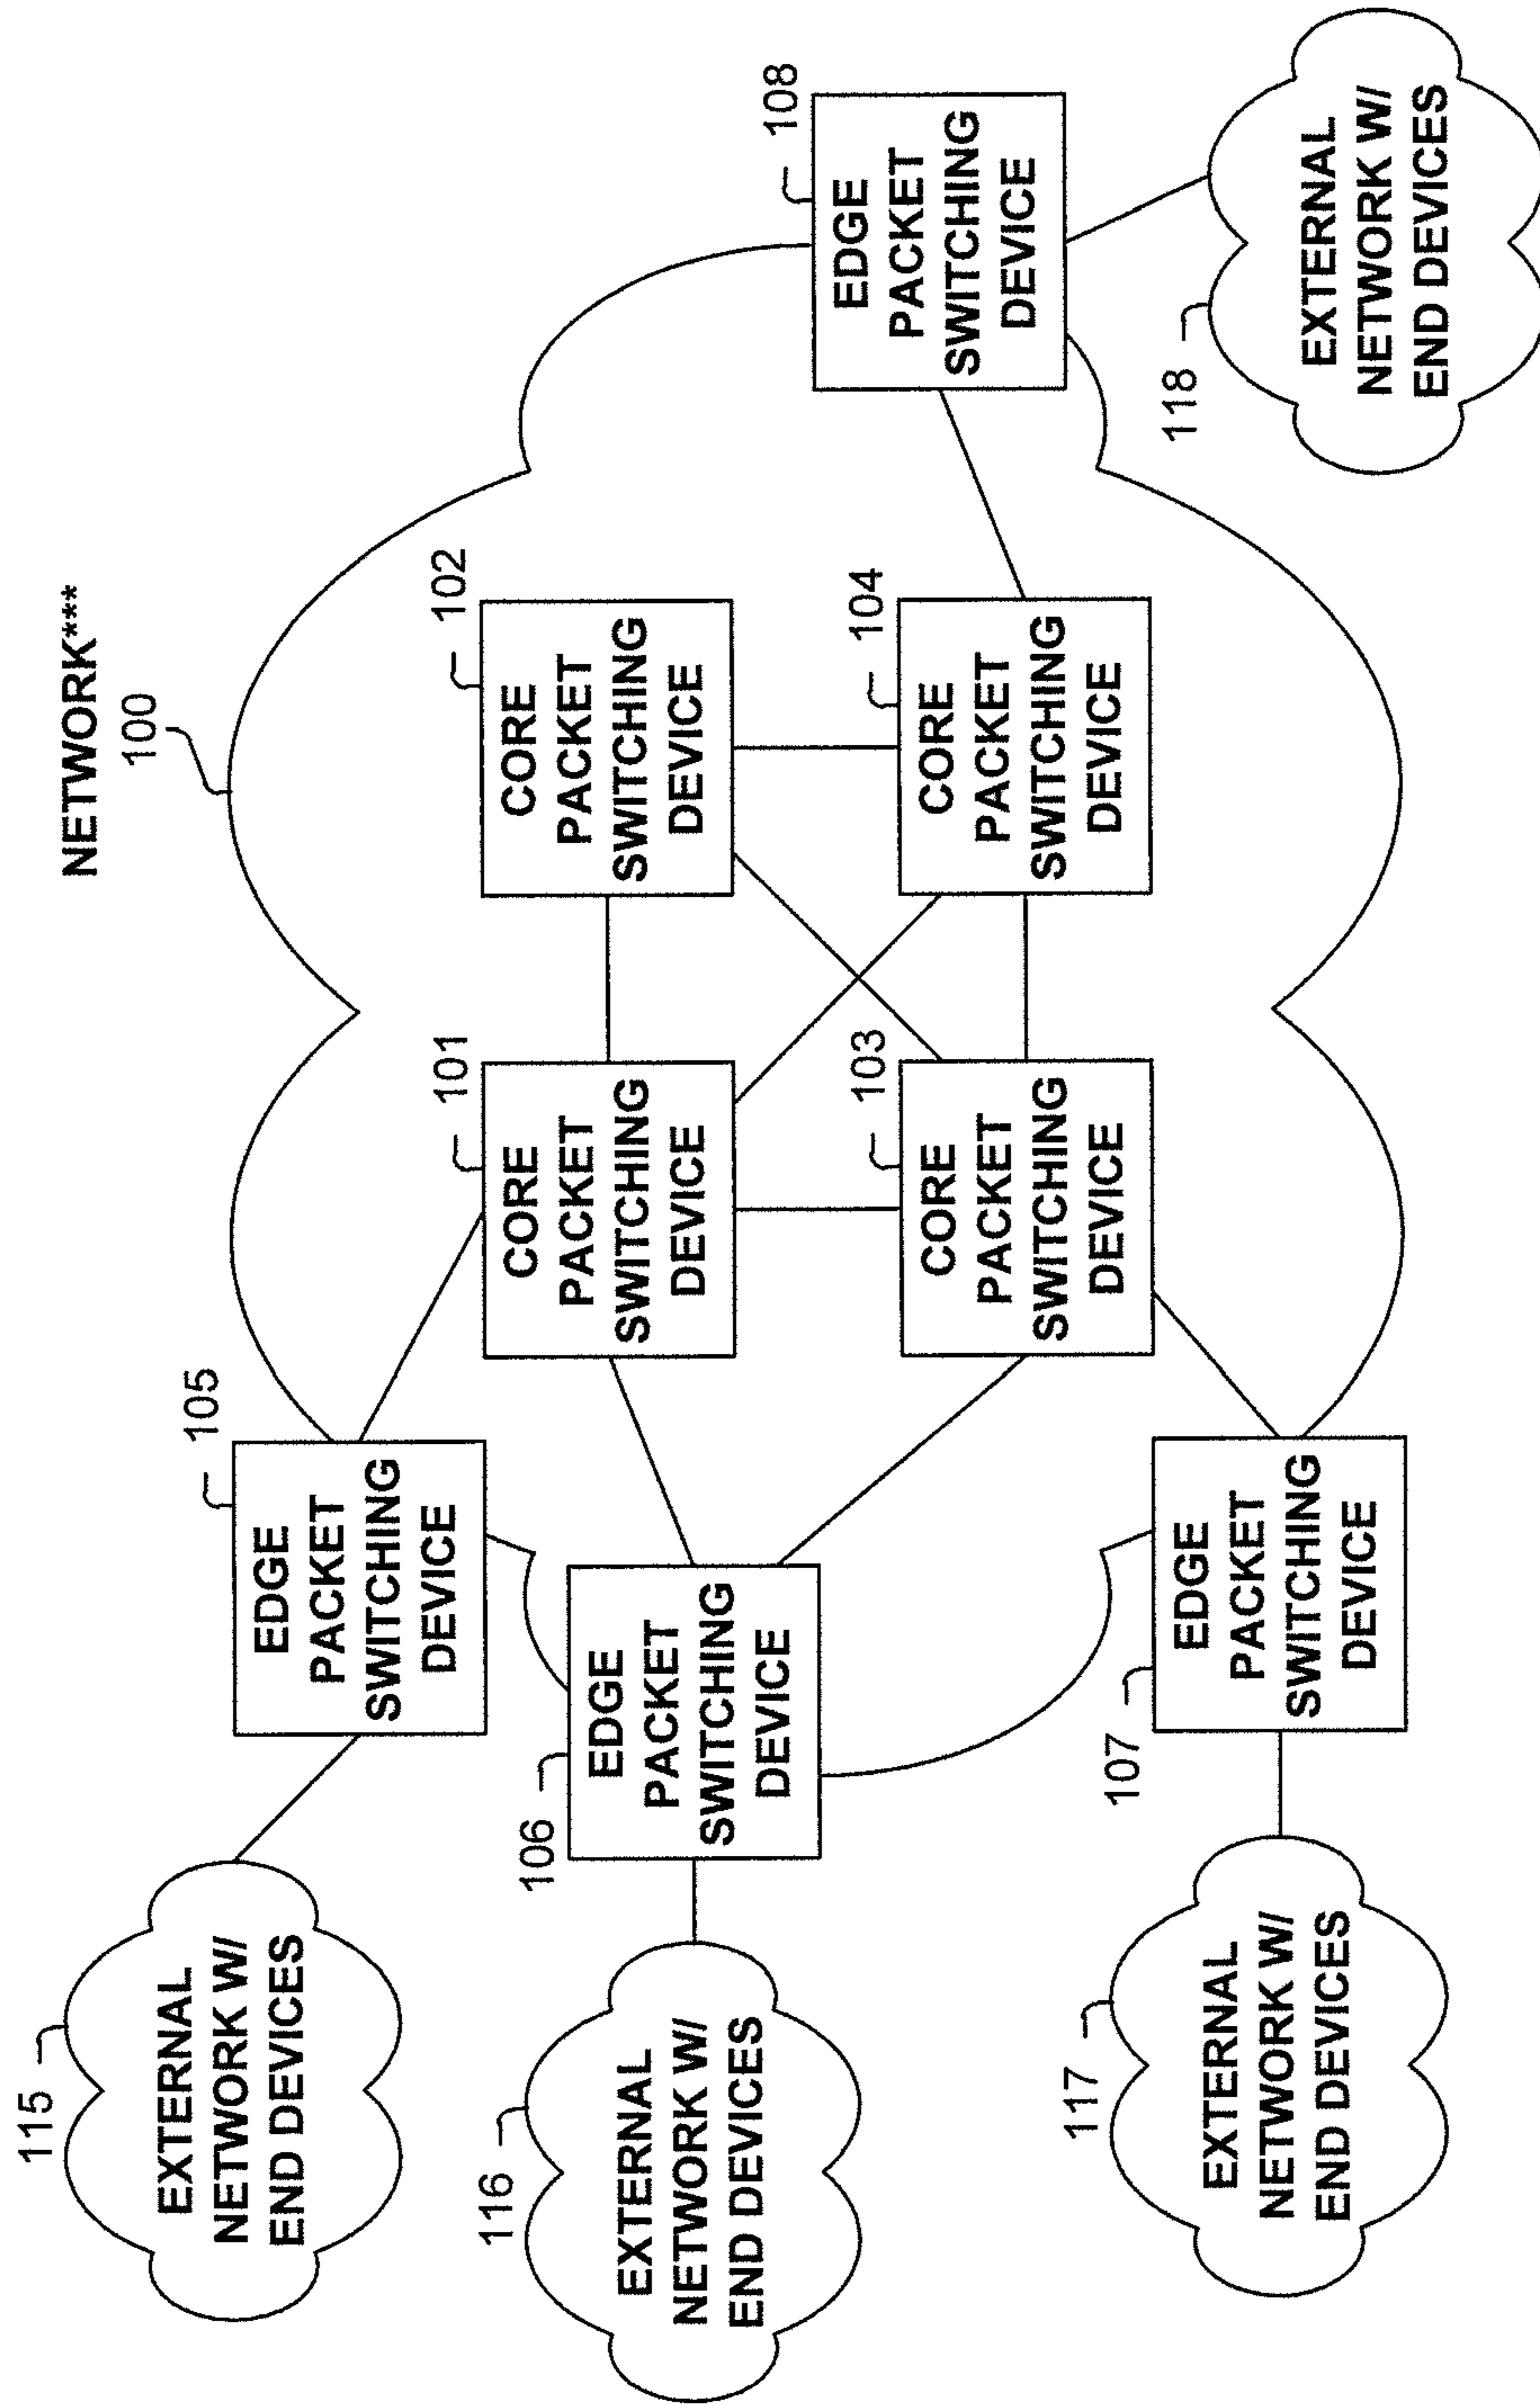 NETWORK***
100
105
EDGE
PACKET
SWITCHING
DEVICE
115
EXTERNAL
NETWORK W/
END DEVICES
101
CORE
PACKET
SWITCHING
DEVICE
102
CORE
PACKET
SWITCHING
DEVICE
106
EDGE
PACKET
SWITCHING
DEVICE
116
EXTERNAL
NETWORK W/
END DEVICES
108
EDGE
PACKET
SWITCHING
DEVICE
103
CORE
PACKET
SWITCHING
DEVICE
104
CORE
PACKET
SWITCHING
DEVICE
107
EDGE
PACKET
SWITCHING
DEVICE
117
EXTERNAL
NETWORK W/
END DEVICES
118
EXTERNAL
NETWORK W/
END DEVICES